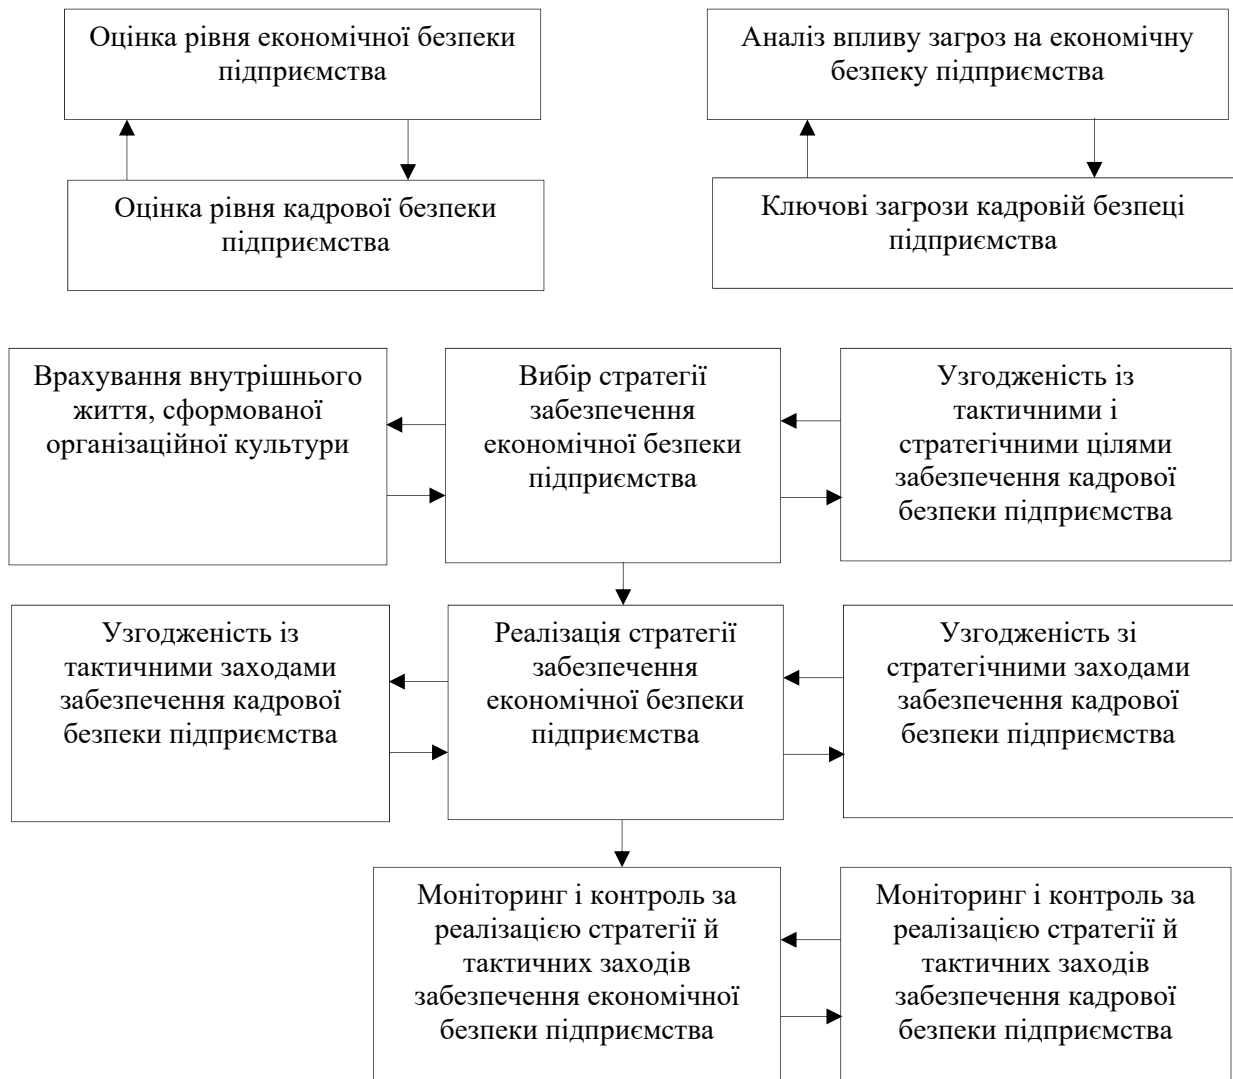 Оцінка рівня економічної безпеки
підприємства
Аналіз впливу загроз на економічну
безпеку підприємства
Оцінка рівня кадрової безпеки
підприємства
Ключові загрози кадровій безпеці
підприємства
Врахування внутрішнього
життя, сформованої
організаційної культури
Вибір стратегії
забезпечення
економічної безпеки
підприємства
Узгодженість із
тактичними і
стратегічними цілями
забезпечення кадрової
безпеки підприємства
Узгодженість із
тактичними заходами
забезпечення кадрової
безпеки підприємства
Реалізація стратегії
забезпечення
економічної безпеки
підприємства
Узгодженість зі
стратегічними заходами
забезпечення кадрової
безпеки підприємства
Моніторинг і контроль за
реалізацією стратегії й
тактичних заходів
забезпечення економічної
безпеки підприємства
Моніторинг і контроль за
реалізацією стратегії й
тактичних заходів
забезпечення кадрової
безпеки підприємства